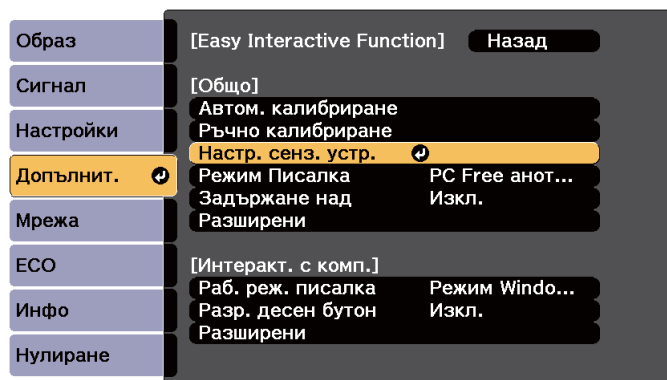 Образ
Сигнал
Настройки
Допълнит.
Мрежа
ECO
Инфо
Нулиране
[Easy Interactive Function] Назад
[Общо]
Автом. калибриране
Ръчно калибриране
Настр. сенз. устр.
Режим Писалка PC Free анот...
Задържане над Изкл.
Разширени
[Интеракт. с комп.]
Раб. реж. писалка Режим Windo...
Разр. десен бутон Изкл.
Разширени